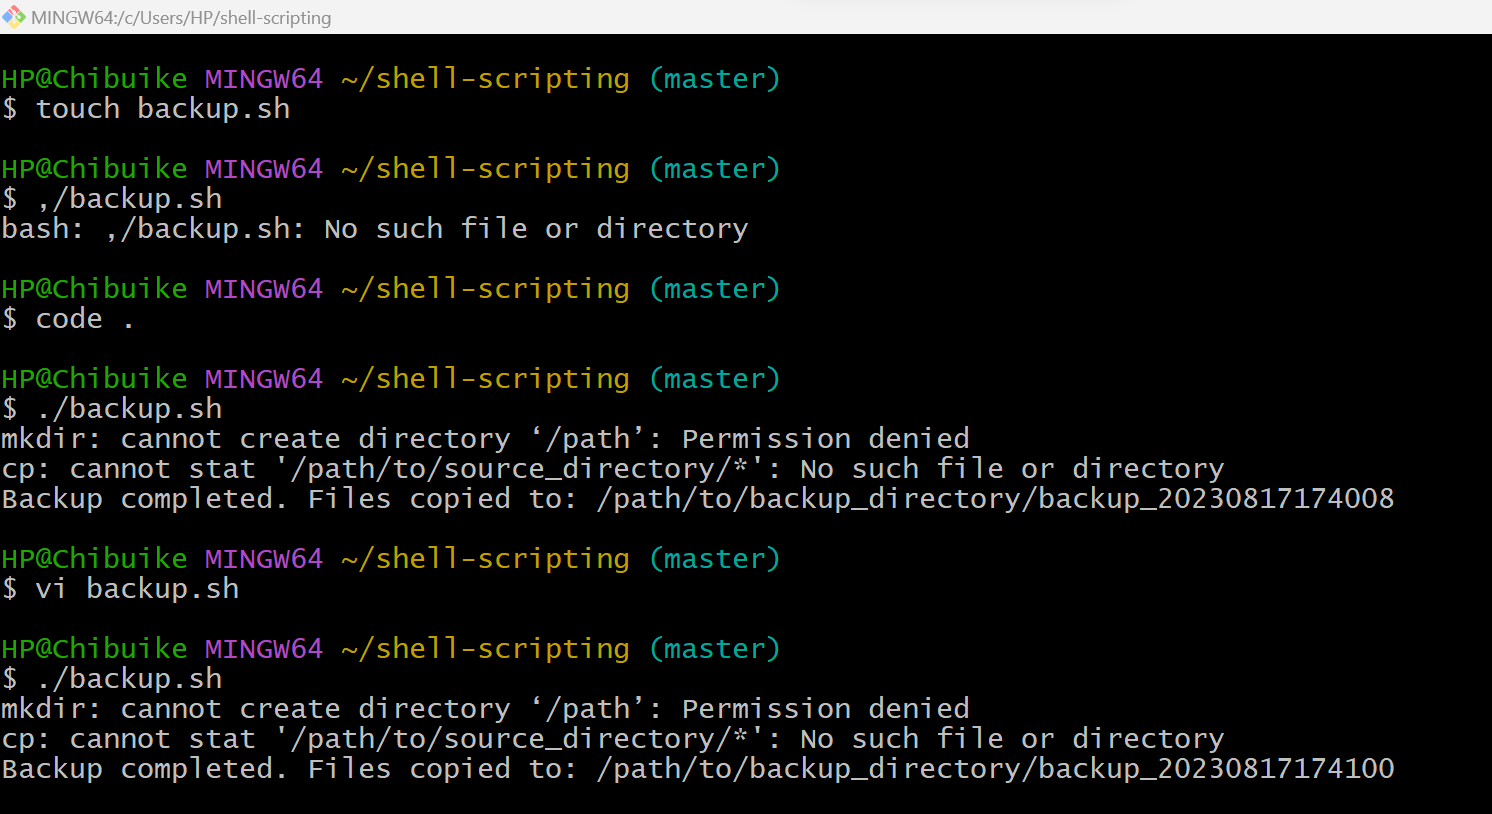 MINGW64:/c/Users/HP/shell-scripting
HP@Chibuike MINGW64 ~/shell-scripting (master)
$ touch backup.sh
HP@Chibuike MINGW64 ~/shell-scripting (master)
$ ,/backup.sh
bash: ,/backup.sh: No such file or directory
HP@Chibuike MINGW64 ~/shell-scripting (master)
$ code .
HP@Chibuike MINGW64 ~/shell-scripting (master)
$ ./backup.sh
mkdir: cannot create directory ‘/path’: Permission denied
cp: cannot stat '/path/to/source_directory/*': No such file or directory
Backup completed. Files copied to: /path/to/backup_directory/backup_20230817174008
HP@Chibuike MINGW64 ~/shell-scripting (master)
$ vi backup.sh
HP@Chibuike MINGW64 ~/shell-scripting (master)
$ ./backup.sh
mkdir: cannot create directory ‘/path’: Permission denied
cp: cannot stat '/path/to/source_directory/*': No such file or directory
Backup completed. Files copied to: /path/to/backup_directory/backup_20230817174100